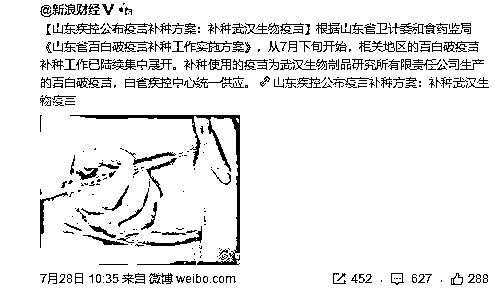 @新浪财经
【山东疾控公布疫苗补种方案：补种武汉生物疫苗】根据山东省卫计委和食药监局
《山东省百白破疫苗补种工作实施方案》，从7月下旬开始，相关地区的百白破疫苗
补种工作已陆续集中展开。补种使用的疫苗为武汉生物制品研究所有限责任公司生产
的百白破疫苗，由省疾控中心统一供应。 山东疾控公布疫苗补种方案：补种武汉生
物疫苗
7月28日 10:35 来自 微博 weibo.com 452 · 627 · 288